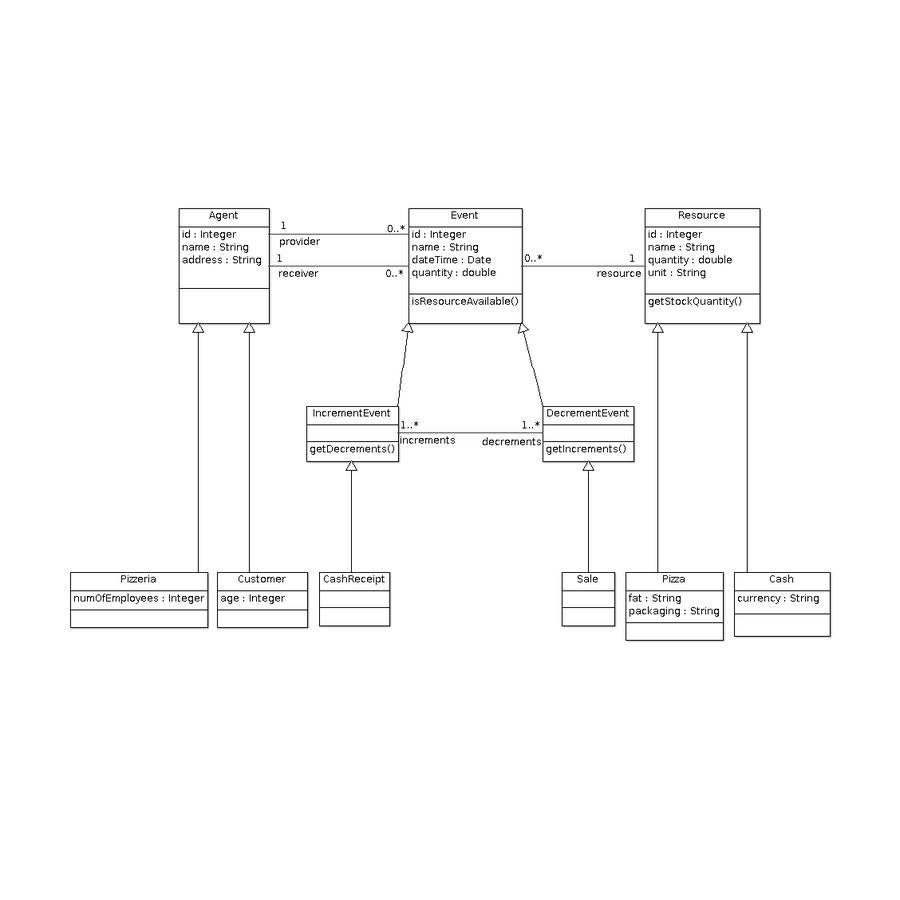 Agent
id : Integer
name : String
address : String
1
provider
0..*
1
receiver
0..*
Event
id : Integer
name : String
dateTime : Date
quantity : double
isResourceAvailable()
0..*
1
resource
Resource
id : Integer
name : String
quantity : double
unit : String
getStockQuantity()
IncrementEvent
getDecrements()
1..*
increments
1..*
decrements
DecrementEvent
getIncrements()
Pizzeria
numOfEmployees : Integer
Customer
age : Integer
CashReceipt
Sale
Pizza
fat : String
packaging : String
Cash
currency : String